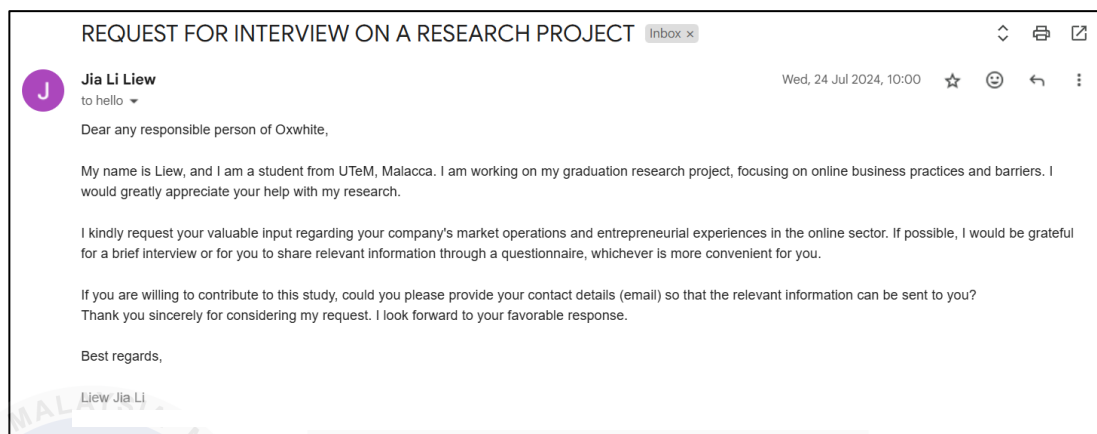 REQUEST FOR INTERVIEW ON A RESEARCH PROJECT Inbox ×
J
Jia Li Liew
Wed, 24 Jul 2024, 10:00
to hello
Dear any responsible person of Oxwhite,
My name is Liew, and I am a student from UTeM, Malacca. I am working on my graduation research project, focusing on online business practices and barriers. I
would greatly appreciate your help with my research.
I kindly request your valuable input regarding your company's market operations and entrepreneurial experiences in the online sector. If possible, I would be grateful
for a brief interview or for you to share relevant information through a questionnaire, whichever is more convenient for you.
If you are willing to contribute to this study, could you please provide your contact details (email) so that the relevant information can be sent to you?
Thank you sincerely for considering my request. I look forward to your favorable response.
Best regards,
Liew Jia Li